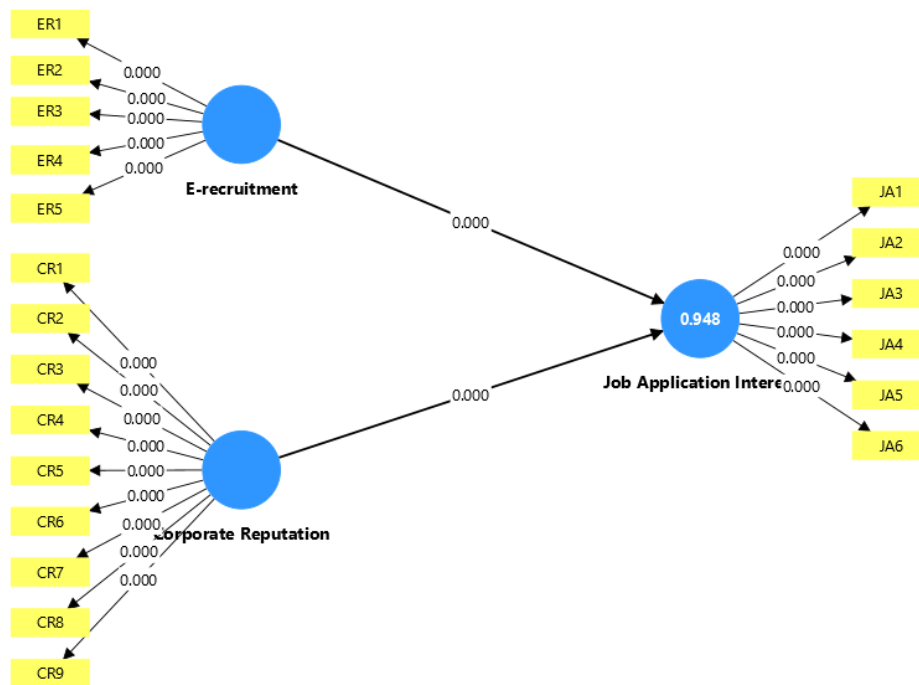 ER1
ER2
ER3
ER4
ER5
0.000
0.000
0.000
0.000
0.000
E-recruitment
0.000
CR1
CR2
CR3
CR4
CR5
CR6
CR7
CR8
CR9
0.000
0.000
0.000
0.000
0.000
0.000
0.000
0.000
0.000
Corporate Reputation
0.000
0.948
Job Application Intere
0.000
0.000
0.000
0.000
0.000
0.000
JA1
JA2
JA3
JA4
JA5
JA6